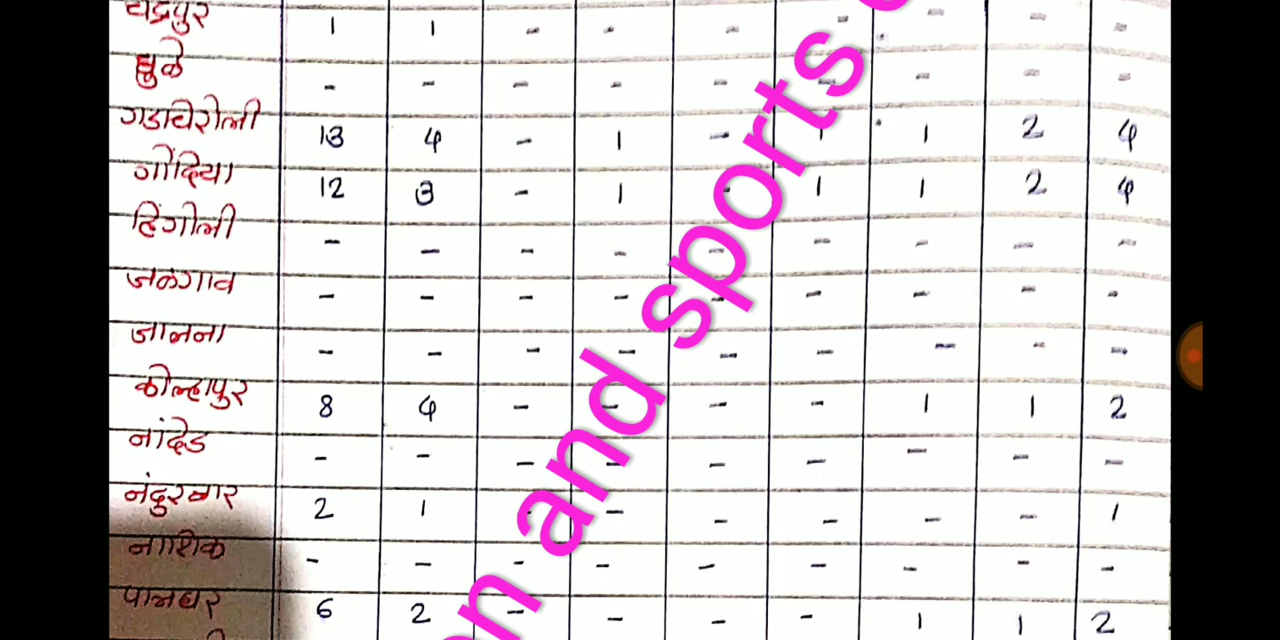 चंद्रपुर 1 1 - - - - - - -
धुळे - - - - - - - - -
गडचिरोली 13 4 - 1 - 1 1 2 4
गोंदिया 12 3 - 1 - 1 1 2 4
हिंगोली - - - - - - - - -
जळगाव - - - - - - - - -
जालना - - - - - - - - -
कोल्हापुर 8 4 - - - - 1 1 2
नांदेड - - - - - - - - -
नंदुरबार 2 1 - - - - - - 1
नाशिक - - - - - - - - -
पालघर 6 2 - - - - 1 1 2
and sports